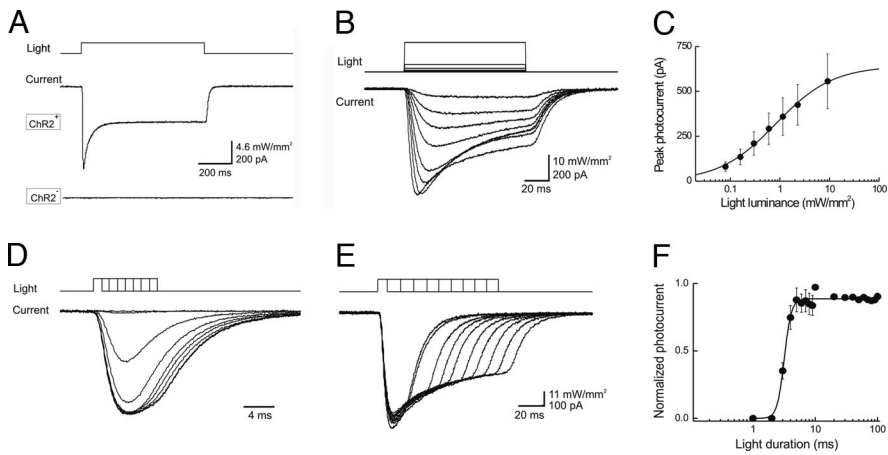 A
Light
Current
ChR2+
4.6 mW/mm2
200 pA
200 ms
ChR2-
B
Light
Current
10 mW/mm2
200 pA
20 ms
C
Peak photocurrent (pA)
750
500
250
0
0.1
1
10
100
Light luminance (mW/mm2)
D
Light
Current
4 ms
E
11 mW/mm2
100 pA
20 ms
F
Normalized photocurrent
1.0
0.5
0.0
1
10
100
Light duration (ms)